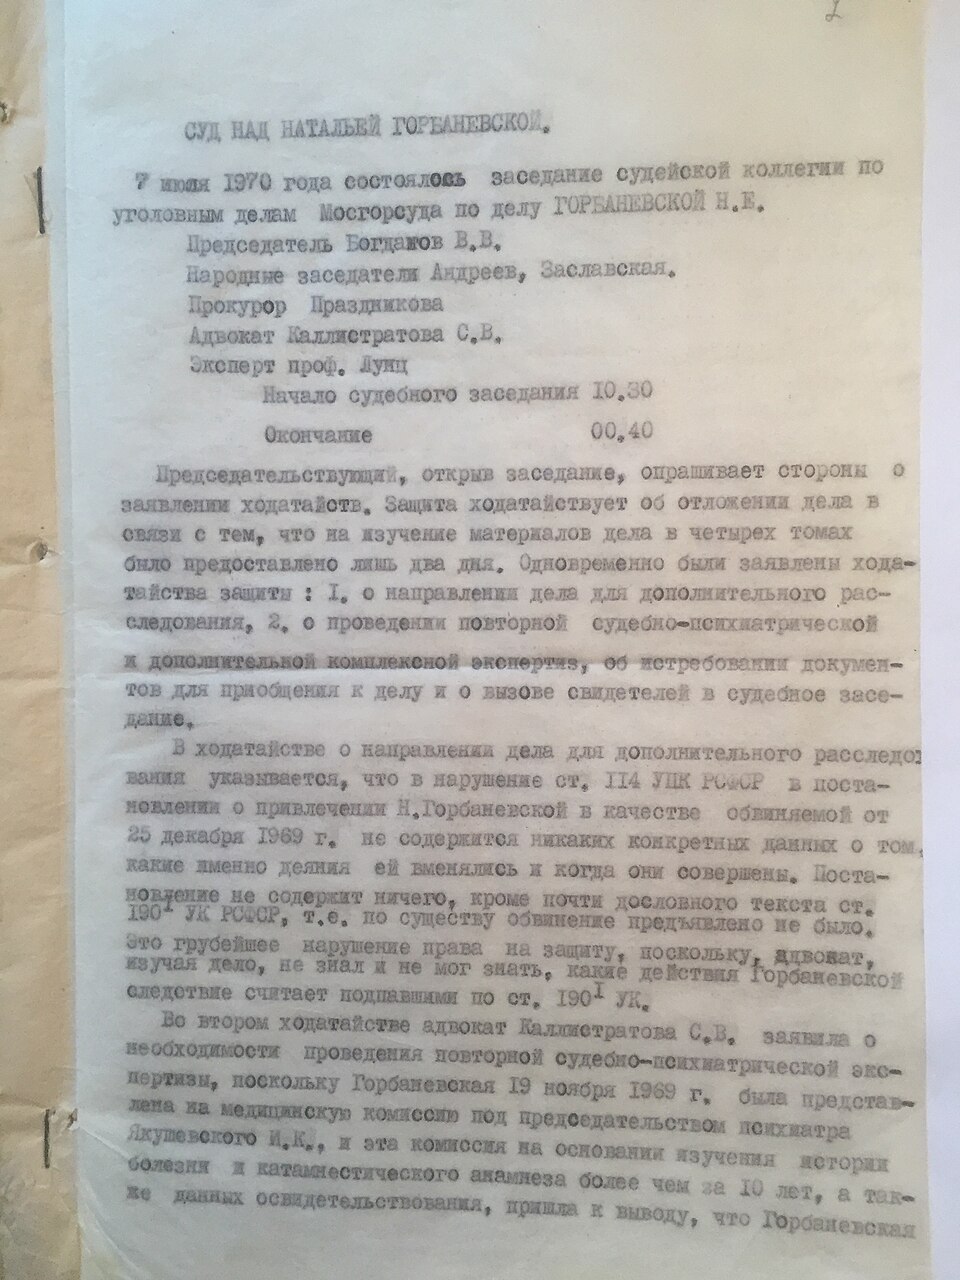 СУД НАД НАТАЛЬЕЙ ГОРБАНЕВСКОЙ.
7 июля 1970 года состоялось заседание судейской коллегии по
уголовным делам Мосгорсуда по делу ГОРБАНЕВСКОЙ Н.Е.
Председатель Богданов В.В.
Народные заседатели Андреев, Заславская.
Прокурор Праздникова
Адвокат Каллистратова С.В.
Эксперт проф. Лунц
Начало судебного заседания 10.30
Окончание 00.40
Председательствующий, открыв заседание, опрашивает стороны о
заявлении ходатайств. Защита ходатайствует об отложении дела в
связи с тем, что на изучение материалов дела в четырех томах
было предоставлено лишь два дня. Одновременно были заявлены хода-
тайства защиты : I. о направлении дела для дополнительного рас-
следования, 2. о проведении повторной судебно-психиатрической
и дополнительной комплексной экспертиз, об истребовании докумен-
тов для приобщения к делу и о вызове свидетелей в судебное засе-
дание.
В ходатайстве о направлении дела для дополнительного расследо
вания указывается, что в нарушение ст. II4 УПК РСФСР в поста-
новлении о привлечении Н.Горбаневской в качестве обвиняемой от
25 декабря 1969 г. не содержится никаких конкретных данных о том,
какие именно деяния ей вменялись и когда они совершены. Поста-
новление не содержит ничего, кроме почти дословного текста ст.
190¹ УК РСФСР, т.е. по существу обвинение предъявлено не было.
Это грубейшее нарушение права на защиту, поскольку, адвокат,
изучая дело, не знал и не мог знать, какие действия Горбаневской
следствие считает подпавшими по ст. 190¹ УК.
Во втором ходатайстве адвокат Каллистратова С.В. заявила о
необходимости проведения повторной судебно-психиатрической экс-
пертизы, поскольку Горбаневская 19 ноября 1969 г. была представ-
лена на медицинскую комиссию под председательством психиатра
Якушевского И.К., и эта комиссия на основании изучения истории
болезни и катамнестического анамнеза более чем за 10 лет, а так-
же данных освидетельствования, пришла к выводу, что Горбаневская